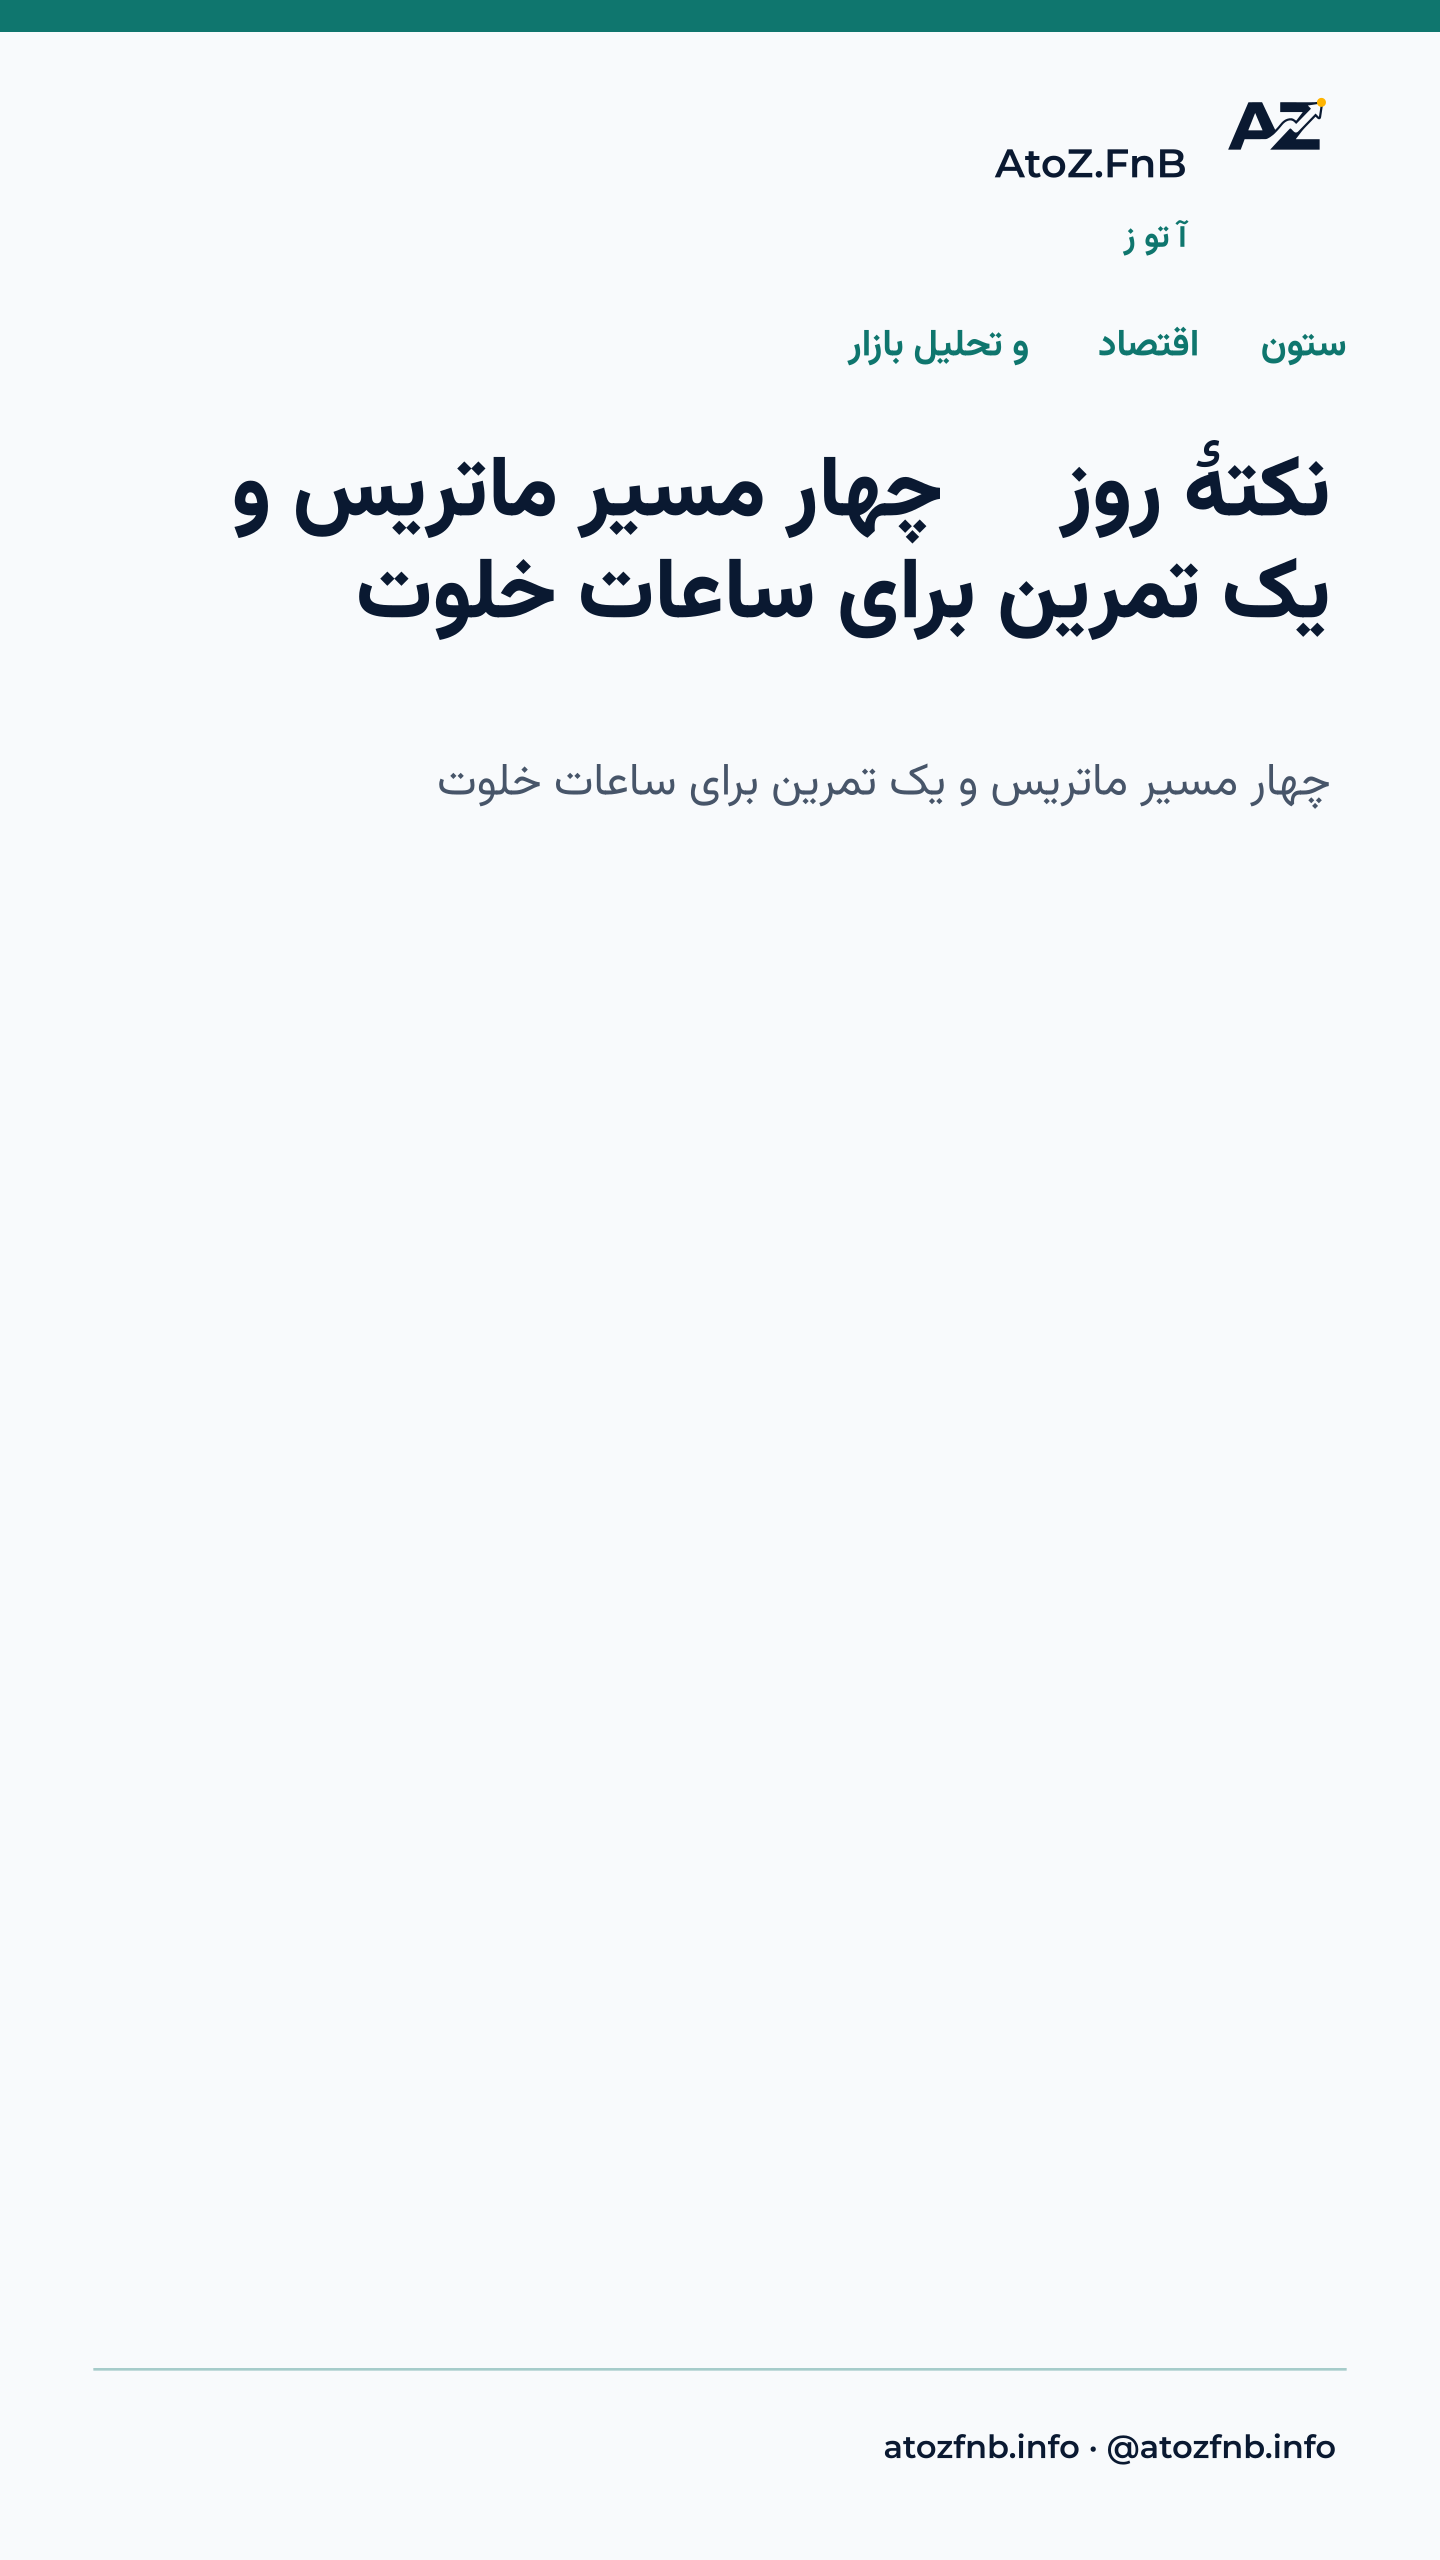 AZ
AtoZ.FnB
آ تو ز
ستون اقتصاد و تحلیل بازار
نکتهٔ روز چهار مسیر ماتریس و
یک تمرین برای ساعات خلوت
چهار مسیر ماتریس و یک تمرین برای ساعات خلوت
atozfnb.info · @atozfnb.info